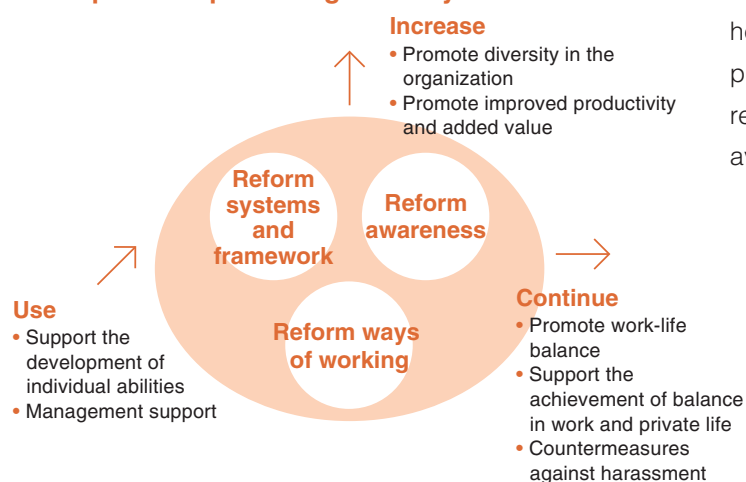 Increase
• Promote diversity in the
organization
• Promote improved productivity
and added value
Reform
systems
and
framework
Reform
awareness
Reform ways
of working
Use
• Support the
development of
individual abilities
• Management support
Continue
• Promote work-life
balance
• Support the
achievement of balance
in work and private life
• Countermeasures
against harassment